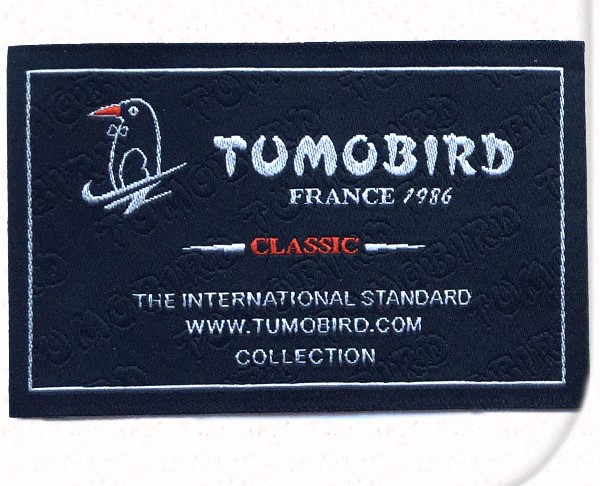 TUMOBIRD
FRANCE 1986
CLASSIC
THE INTERNATIONAL STANDARD
WWW.TUMOBIRD.COM
COLLECTION